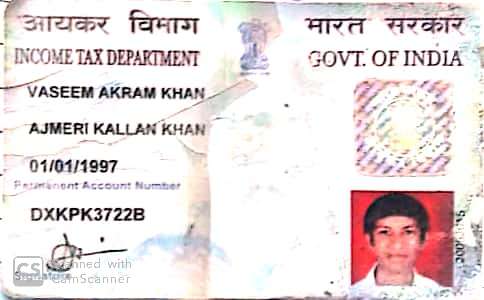 आयकर विभाग
INCOME TAX DEPARTMENT
भारत सरकार
GOVT. OF INDIA
VASEEM AKRAM KHAN
AJMERI KALLAN KHAN
01/01/1997
Permanent Account Number
DXKPK3722B
Signature
CS Scanned with
CamScanner